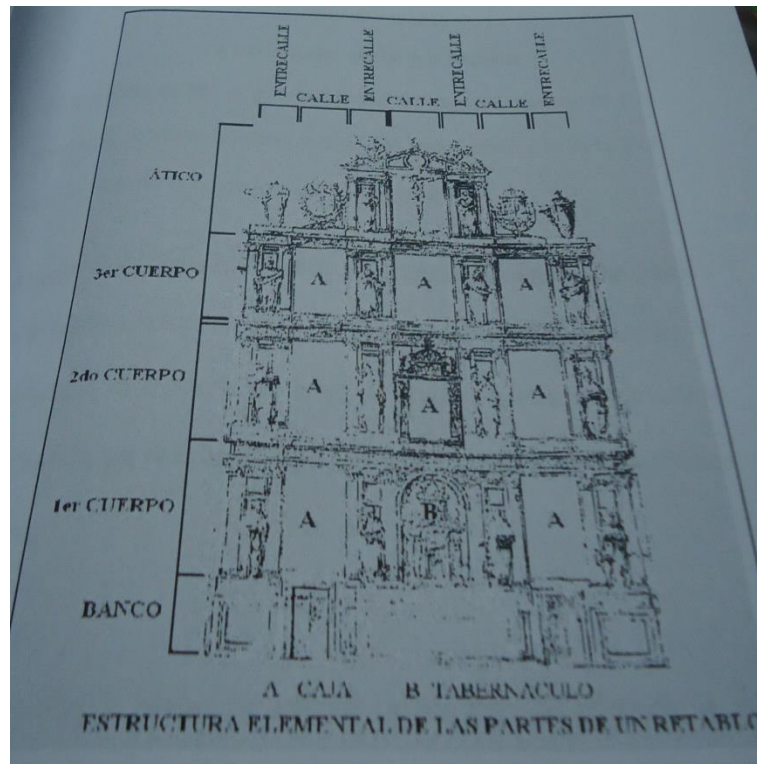 ENTRECALLE
CALLE
ENTRECALLE
CALLE
ENTRECALLE
CALLE
ENTRECALLE
ÁTICO
3er CUERPO
A A A
2do CUERPO
A A A
1er CUERPO
A B A
BANCO
A CAJA B TABERNACULO
ESTRUCTURA ELEMENTAL DE LAS PARTES DE UN RETABLO